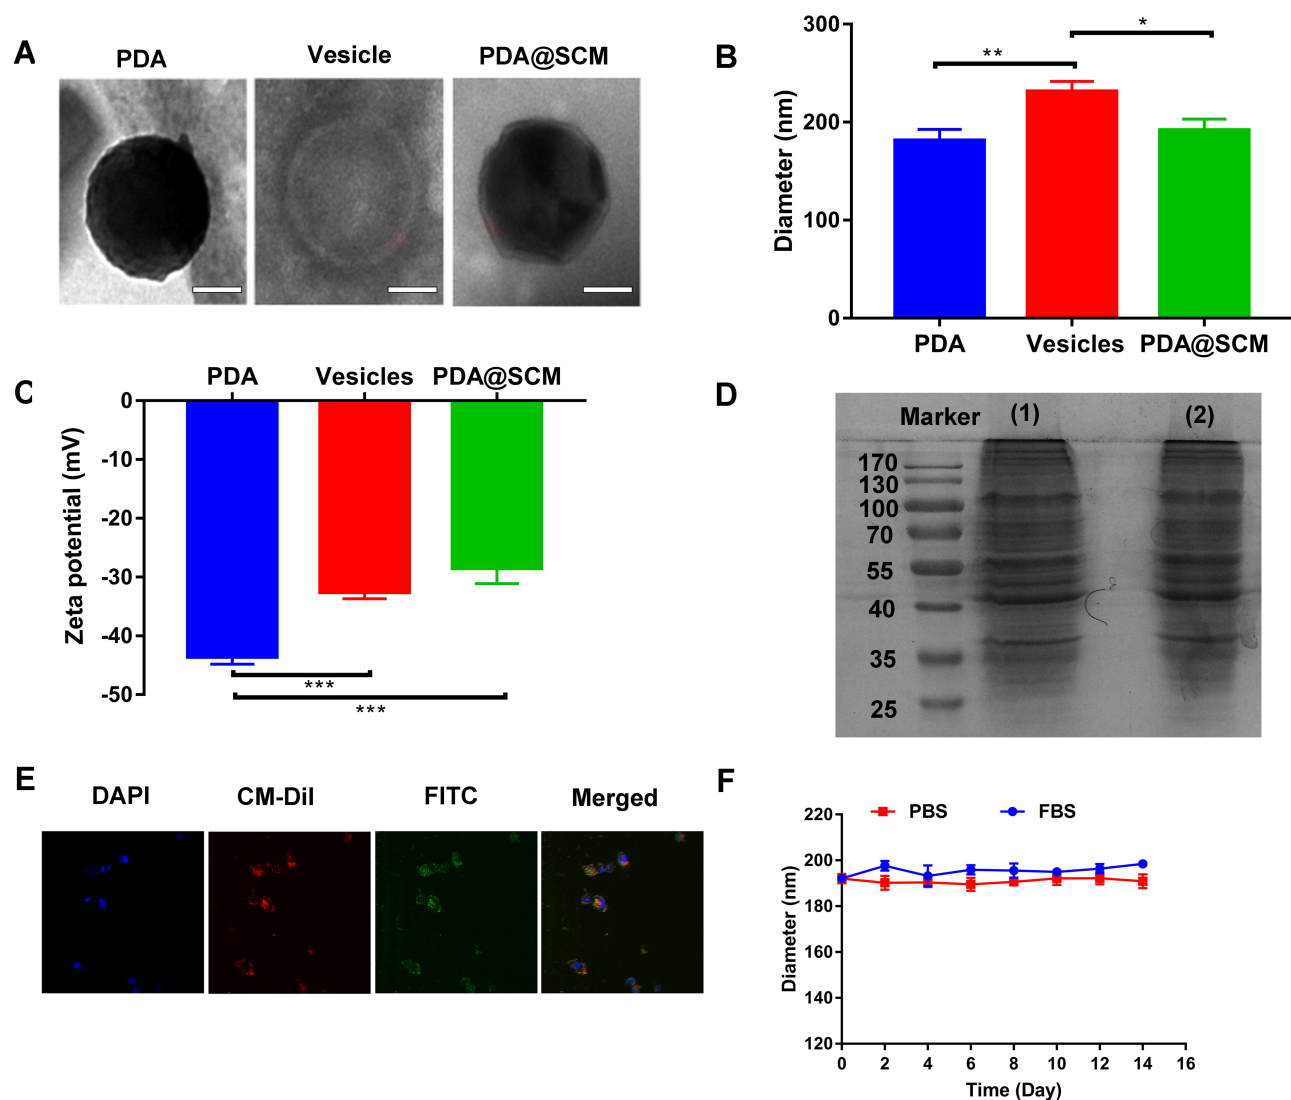 A
PDA
Vesicle
PDA@SCM
B
300
200
100
0
Diameter (nm)
**
*
PDA
Vesicles
PDA@SCM
C
PDA
Vesicles
PDA@SCM
0
-10
-20
-30
-40
-50
Zeta potential (mV)
***
***
D
Marker
(1)
(2)
170
130
100
70
55
40
35
25
E
DAPI
CM-Dil
FITC
Merged
F
PBS
FBS
220
200
180
160
140
120
Diameter (nm)
0 2 4 6 8 10 12 14 16
Time (Day)